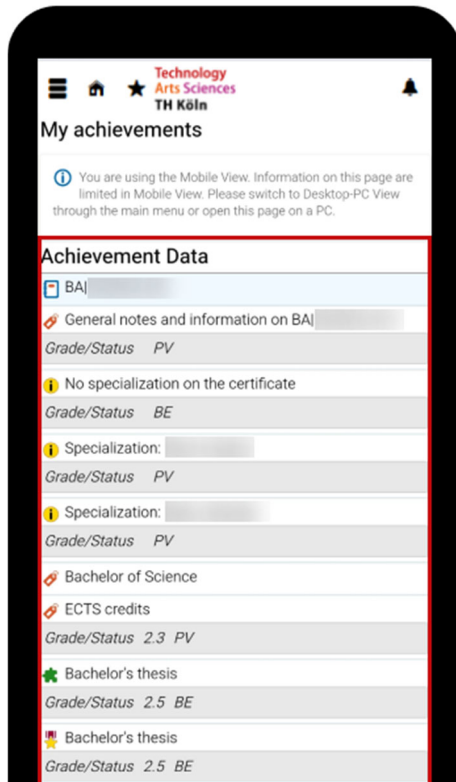 Technology
Arts Sciences
TH Köln
My achievements
You are using the Mobile View. Information on this page are
limited in Mobile View. Please switch to Desktop-PC View
through the main menu or open this page on a PC.
Achievement Data
BA|
General notes and information on BA|
Grade/Status PV
No specialization on the certificate
Grade/Status BE
Specialization:
Grade/Status PV
Specialization:
Grade/Status PV
Bachelor of Science
ECTS credits
Grade/Status 2.3 PV
Bachelor's thesis
Grade/Status 2.5 BE
Bachelor's thesis
Grade/Status 2.5 BE